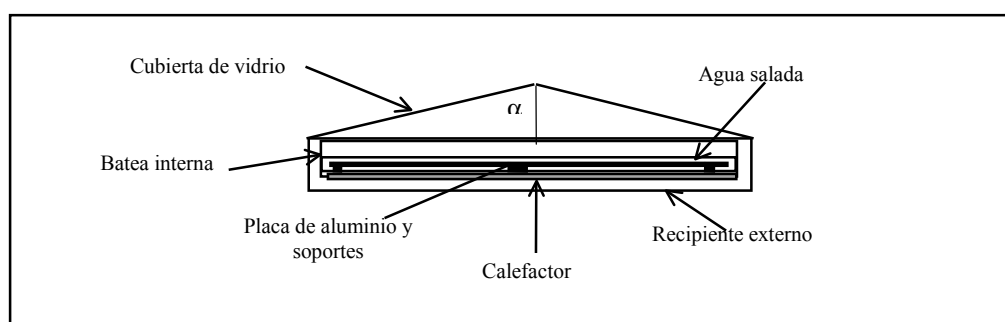 Cubierta de vidrio
Agua salada
α
Batea interna
Placa de aluminio y
soportes
Recipiente externo
Calefactor